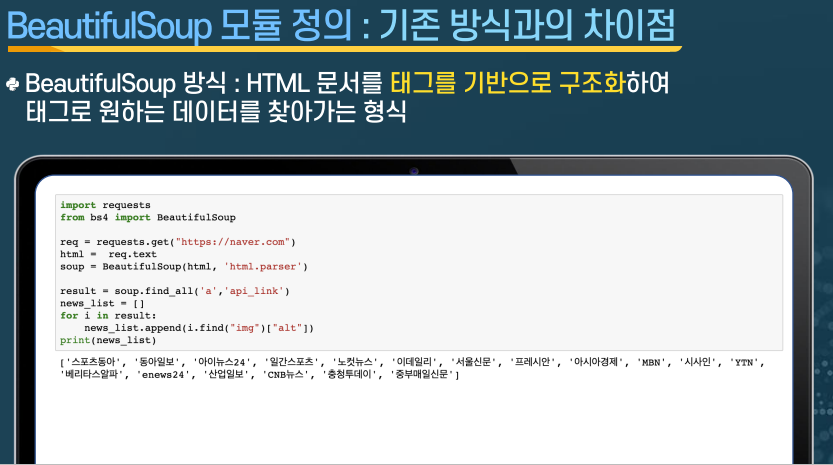 BeautifulSoup 모듈 정의 : 기존 방식과의 차이점
BeautifulSoup 방식 : HTML 문서를 태그를 기반으로 구조화하여
태그로 원하는 데이터를 찾아가는 형식
import requests
from bs4 import BeautifulSoup
req = requests.get("https://naver.com")
html =  req.text
soup = BeautifulSoup(html, 'html.parser')
result = soup.find_all('a','api_link')
news_list = []
for i in result:
    news_list.append(i.find("img")["alt"])
print(news_list)
['스포츠동아', '동아일보', '아이뉴스24', '일간스포츠', '노컷뉴스', '이데일리', '서울신문', '프레시안', '아시아경제', 'MBN', '시사인', 'YTN',
'베리타스알파', 'enews24', '산업일보', 'CNB뉴스', '충청투데이', '중부매일신문']